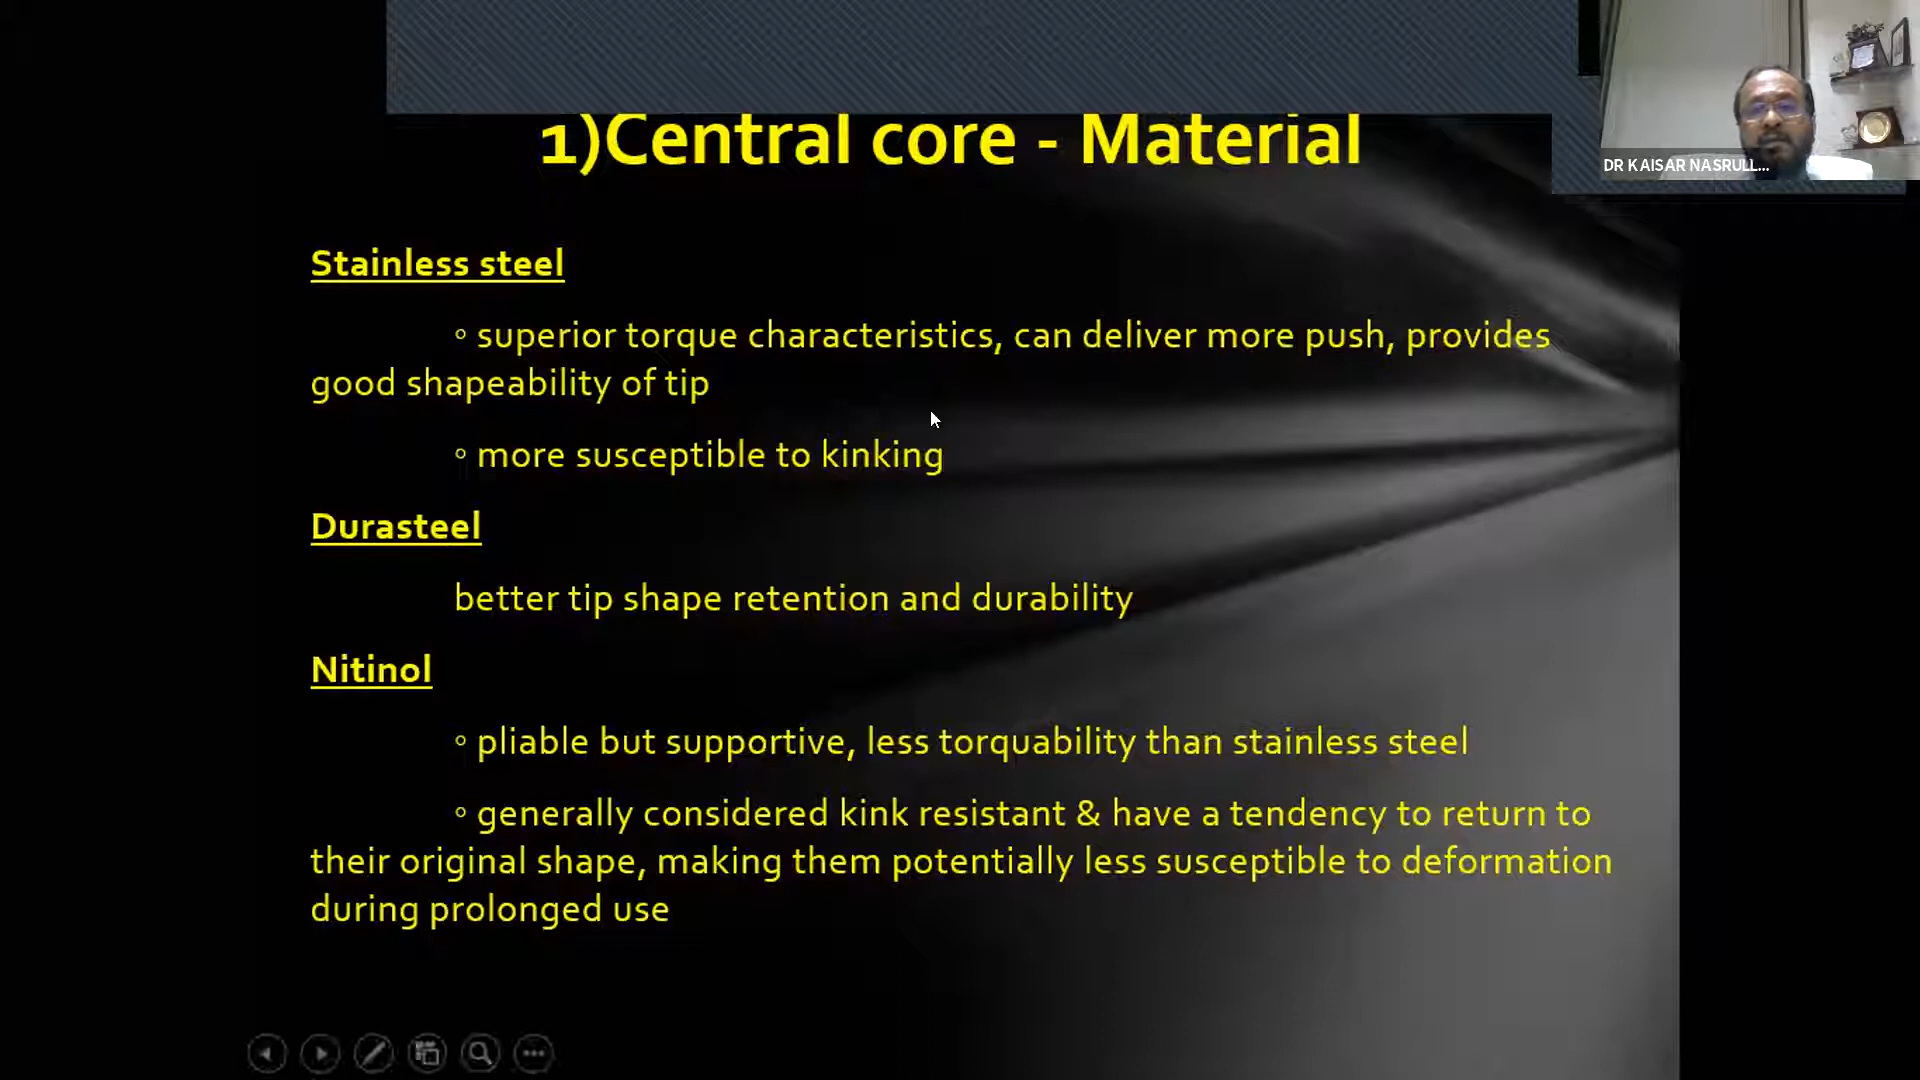 DR KAISAR NASRULL...
1)Central core - Material
Stainless steel
◦ superior torque characteristics, can deliver more push, provides
good shapeability of tip
◦ more susceptible to kinking
Durasteel
better tip shape retention and durability
Nitinol
◦ pliable but supportive, less torquability than stainless steel
◦ generally considered kink resistant & have a tendency to return to
their original shape, making them potentially less susceptible to deformation
during prolonged use